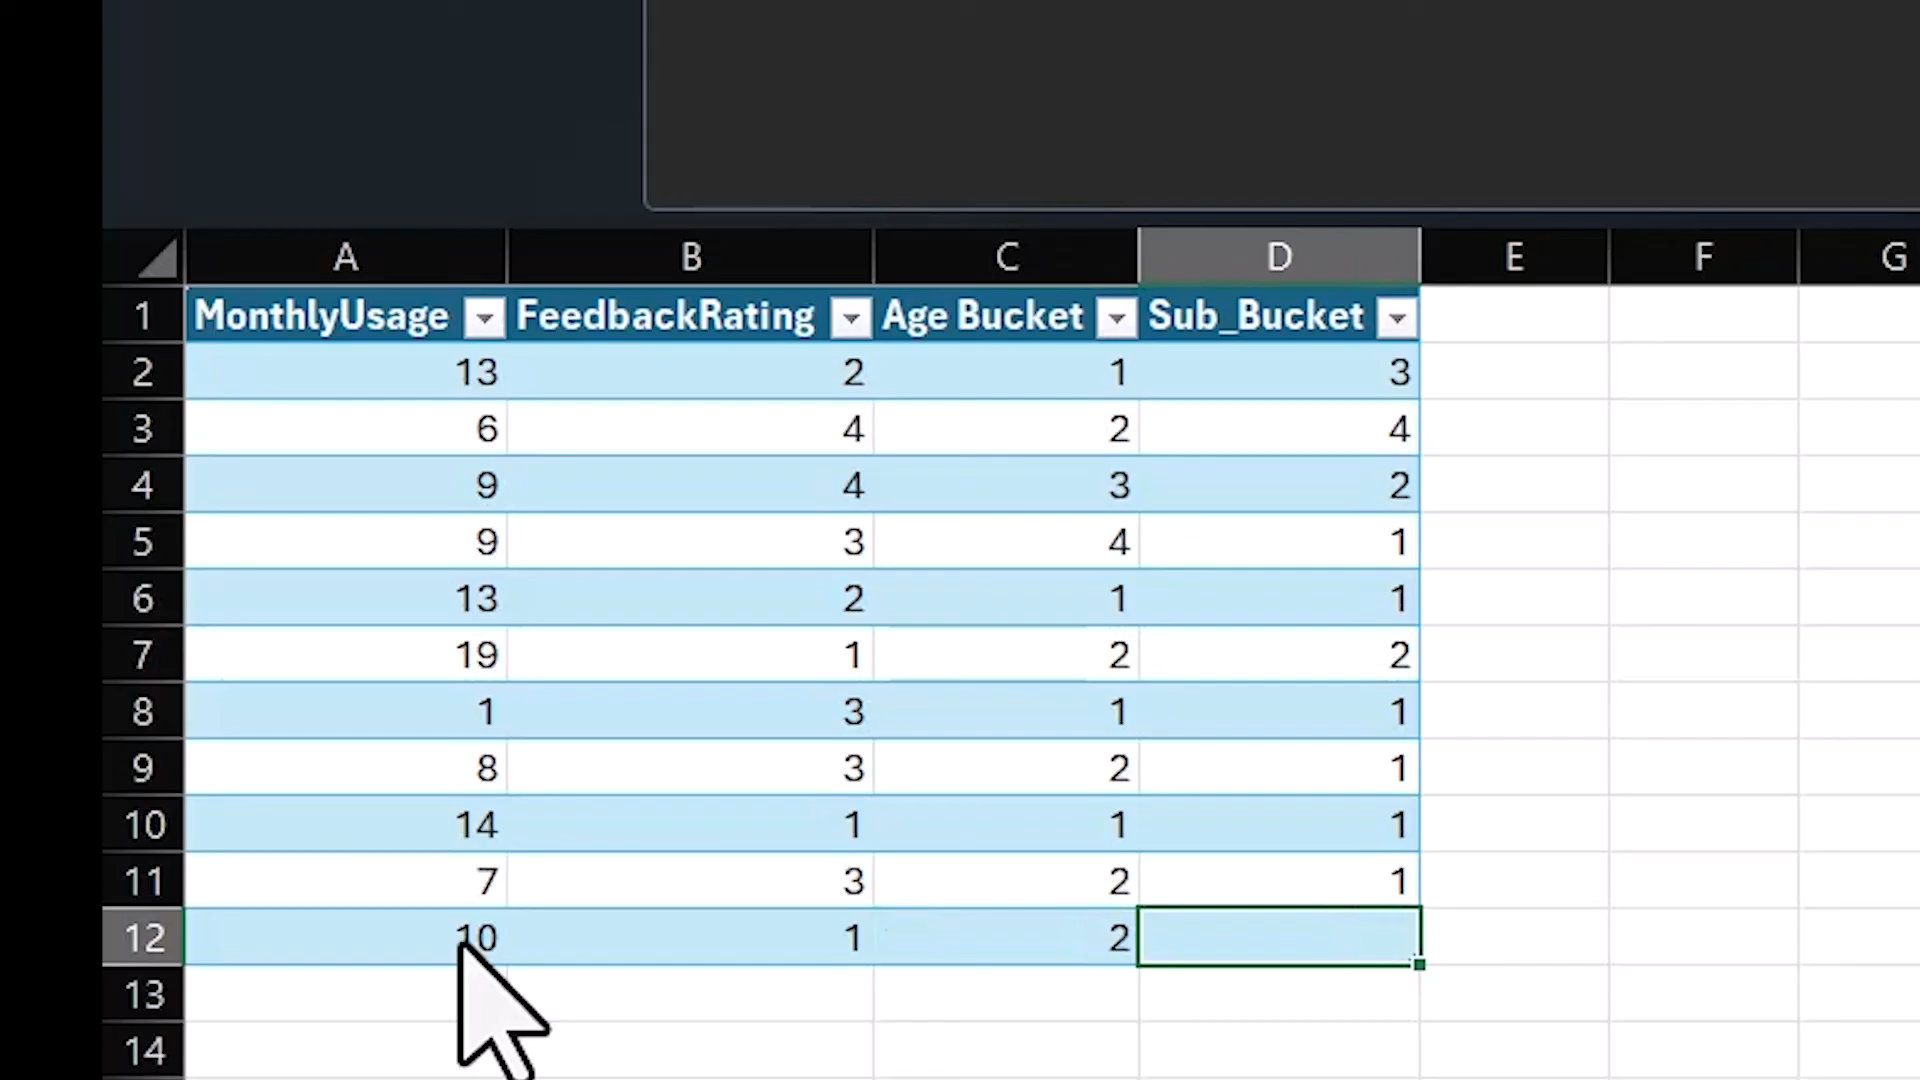 A B C D E F G
1 MonthlyUsage FeedbackRating Age Bucket Sub_Bucket
2 13 2 1 3
3 6 4 2 4
4 9 4 3 2
5 9 3 4 1
6 13 2 1 1
7 19 1 2 2
8 1 3 1 1
9 8 3 2 1
10 14 1 1 1
11 7 3 2 1
12 10 1 2
13
14